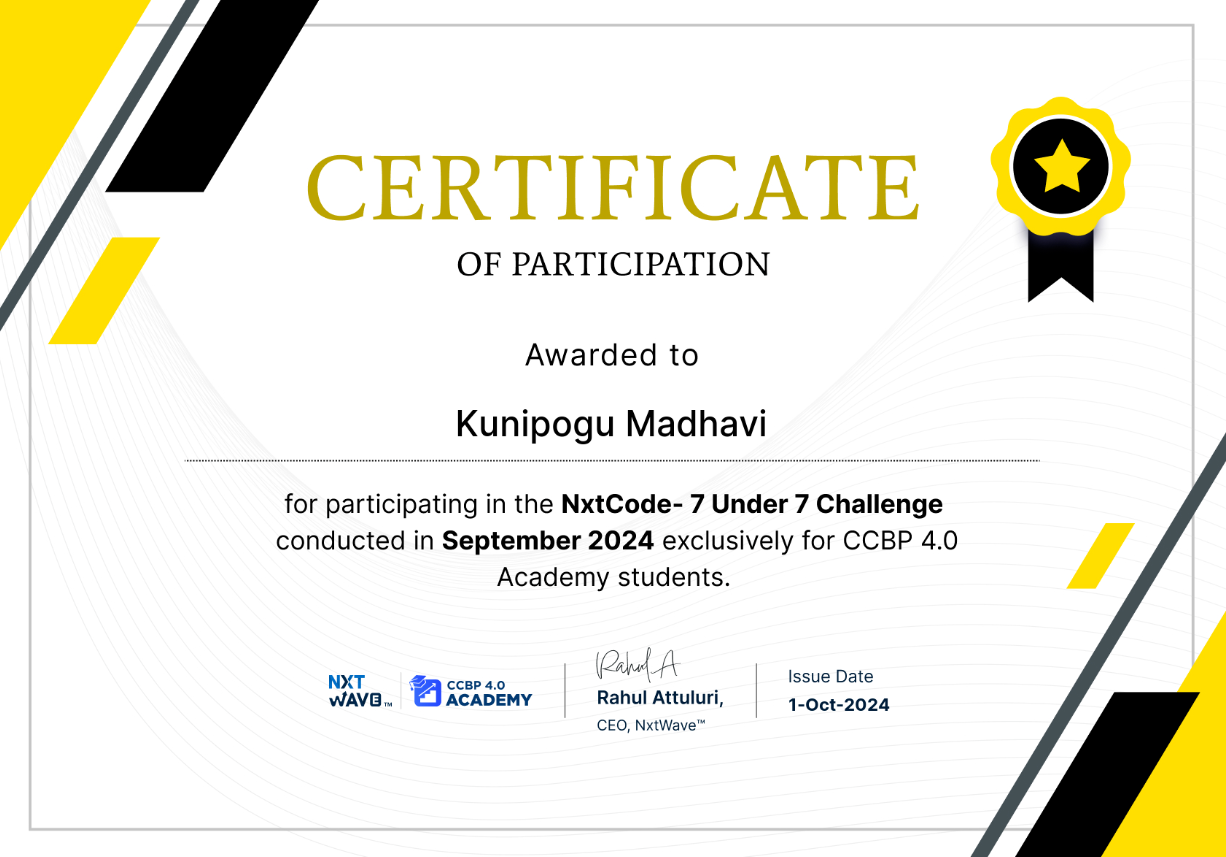 CERTIFICATE
OF PARTICIPATION
Awarded to
Kunipogu Madhavi
for participating in the NxtCode- 7 Under 7 Challenge
conducted in September 2024 exclusively for CCBP 4.0
Academy students.
NXT
WAVE™
CCBP 4.0
ACADEMY
Rahul A
Rahul Attuluri,
CEO, NxtWave™
Issue Date
1-Oct-2024